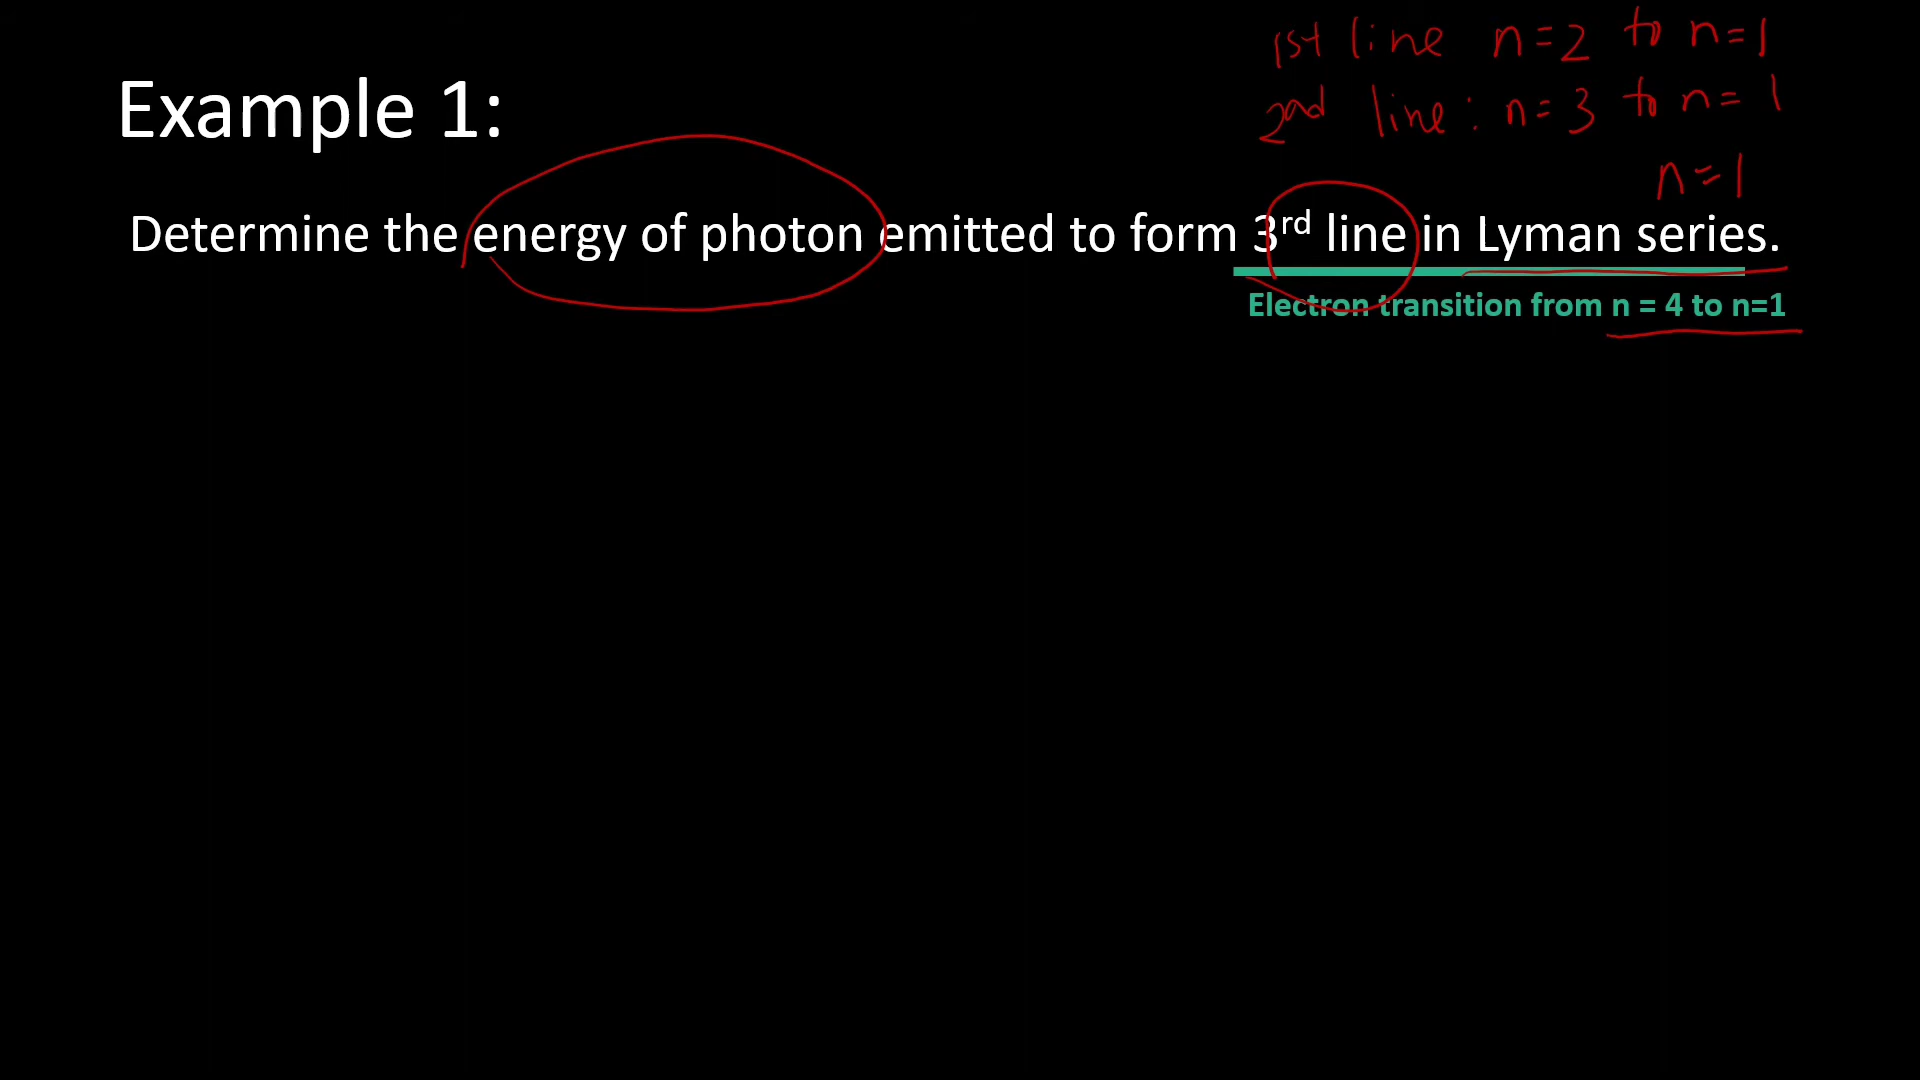 1st line n=2 to n=1
2nd line: n=3 to n=1
Example 1:
n=1
Determine the energy of photon emitted to form 3rd line in Lyman series.
Electron transition from n = 4 to n=1